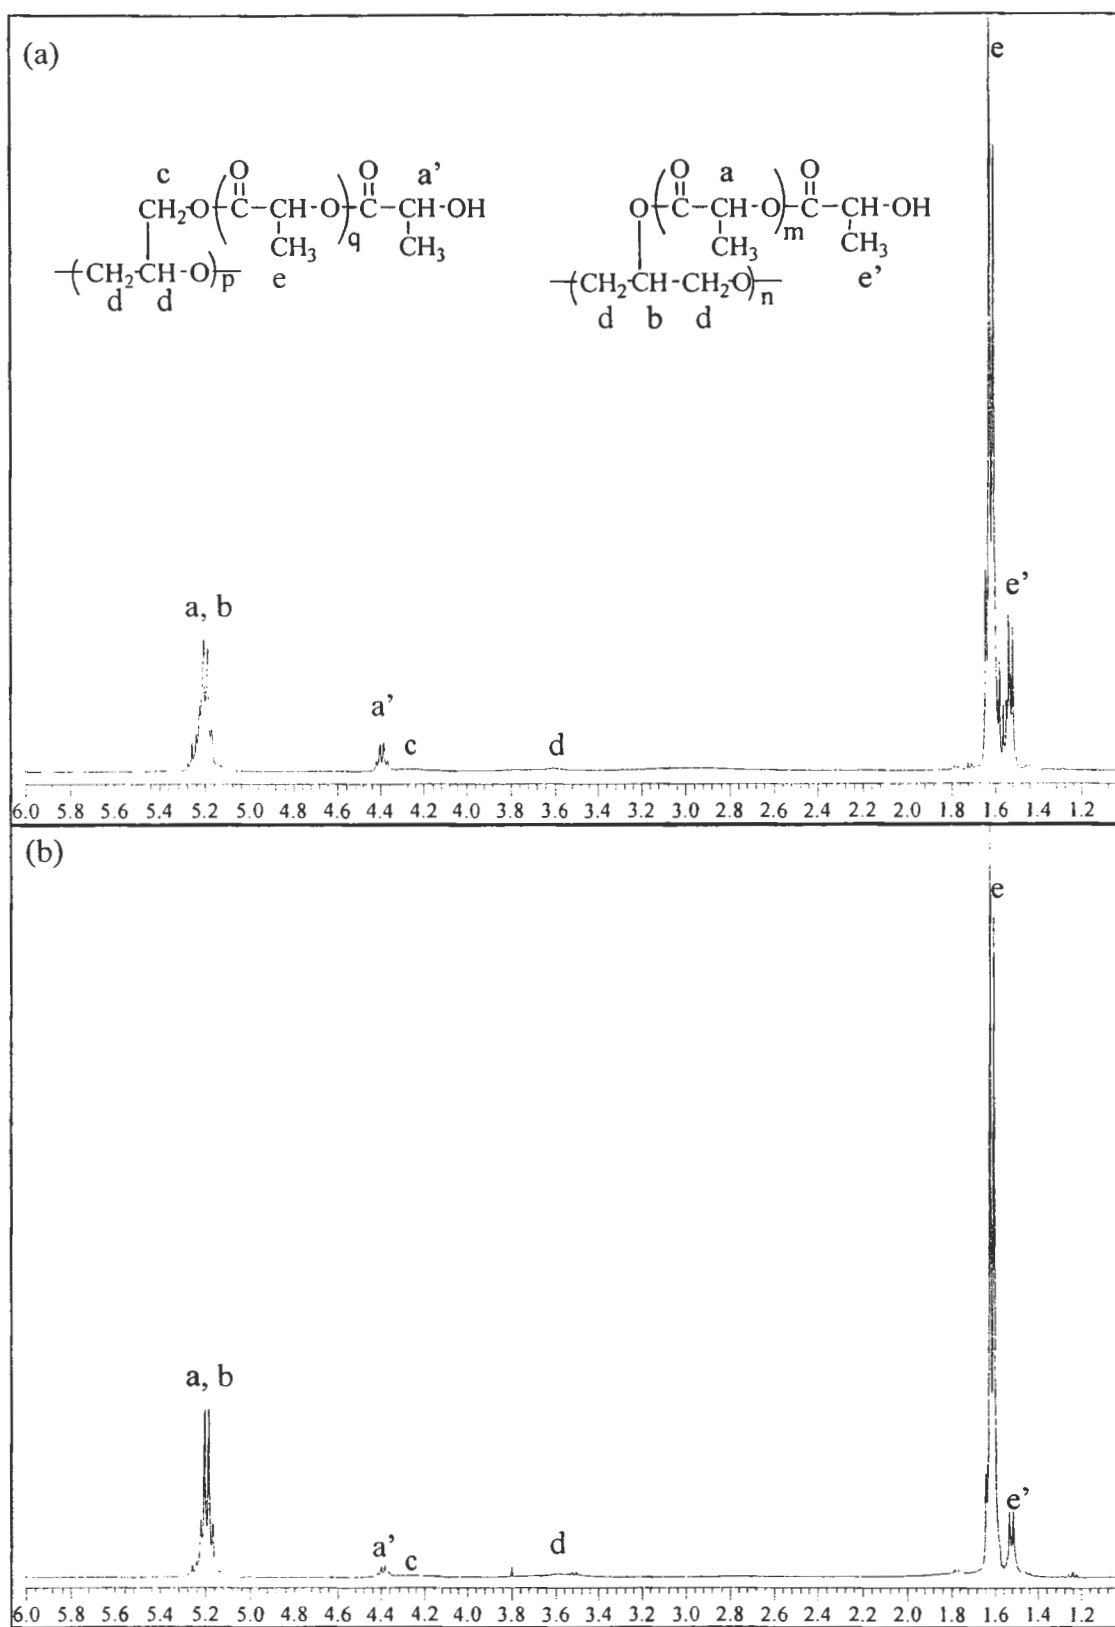 (a)
e
c
O
O
a'
CH2-O-(C-CH-O)q-C-CH-OH
CH3
CH3
e
-(CH2-CH-O)p-
d
d
O
a
O
O-(C-CH-O)m-C-CH-OH
CH3
CH3
e'
-(CH2-CH-CH2-O)n-
d
b
d
a, b
e'
a'
c
d
6.0 5.8 5.6 5.4 5.2 5.0 4.8 4.6 4.4 4.2 4.0 3.8 3.6 3.4 3.2 3.0 2.8 2.6 2.4 2.2 2.0 1.8 1.6 1.4 1.2
(b)
e
a, b
e'
a'
c
d
6.0 5.8 5.6 5.4 5.2 5.0 4.8 4.6 4.4 4.2 4.0 3.8 3.6 3.4 3.2 3.0 2.8 2.6 2.4 2.2 2.0 1.8 1.6 1.4 1.2